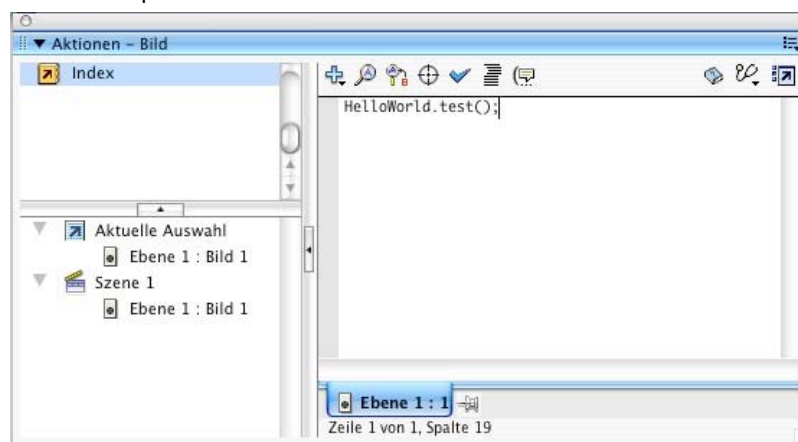 Aktionen – Bild
Index
HelloWorld.test();
Aktuelle Auswahl
Ebene 1 : Bild 1
Szene 1
Ebene 1 : Bild 1
Ebene 1 : 1
Zeile 1 von 1, Spalte 19